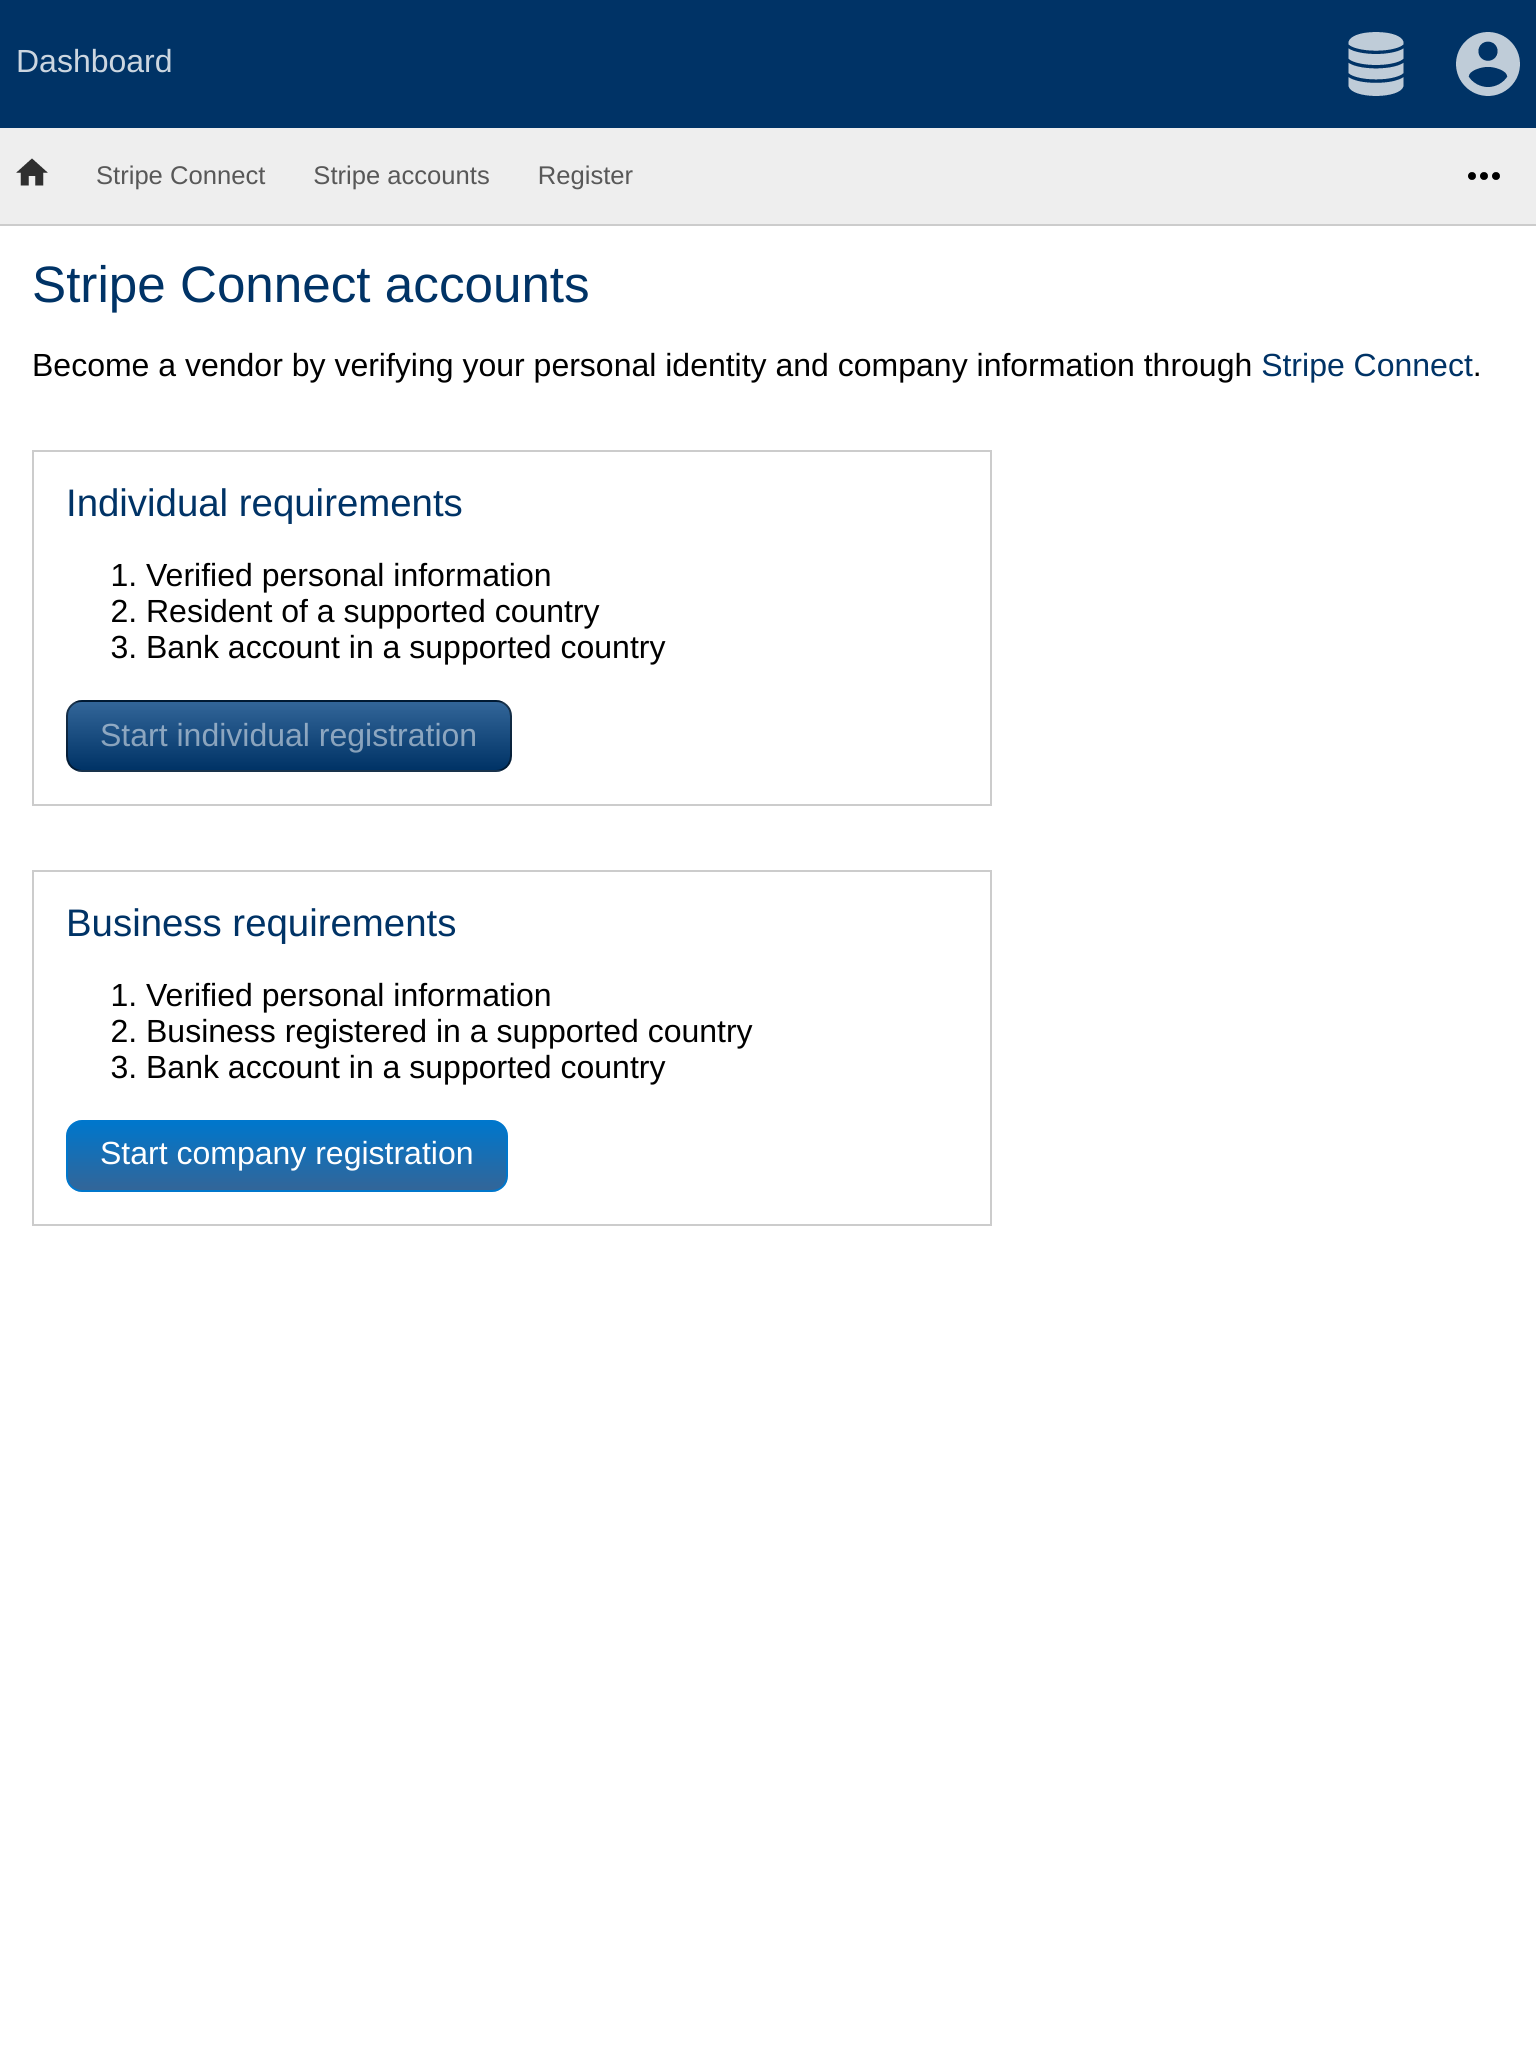 Dashboard
Stripe Connect Stripe accounts Register
Stripe Connect accounts
Become a vendor by verifying your personal identity and company information through Stripe Connect.
Individual requirements
1. Verified personal information
2. Resident of a supported country
3. Bank account in a supported country
Start individual registration
Business requirements
1. Verified personal information
2. Business registered in a supported country
3. Bank account in a supported country
Start company registration